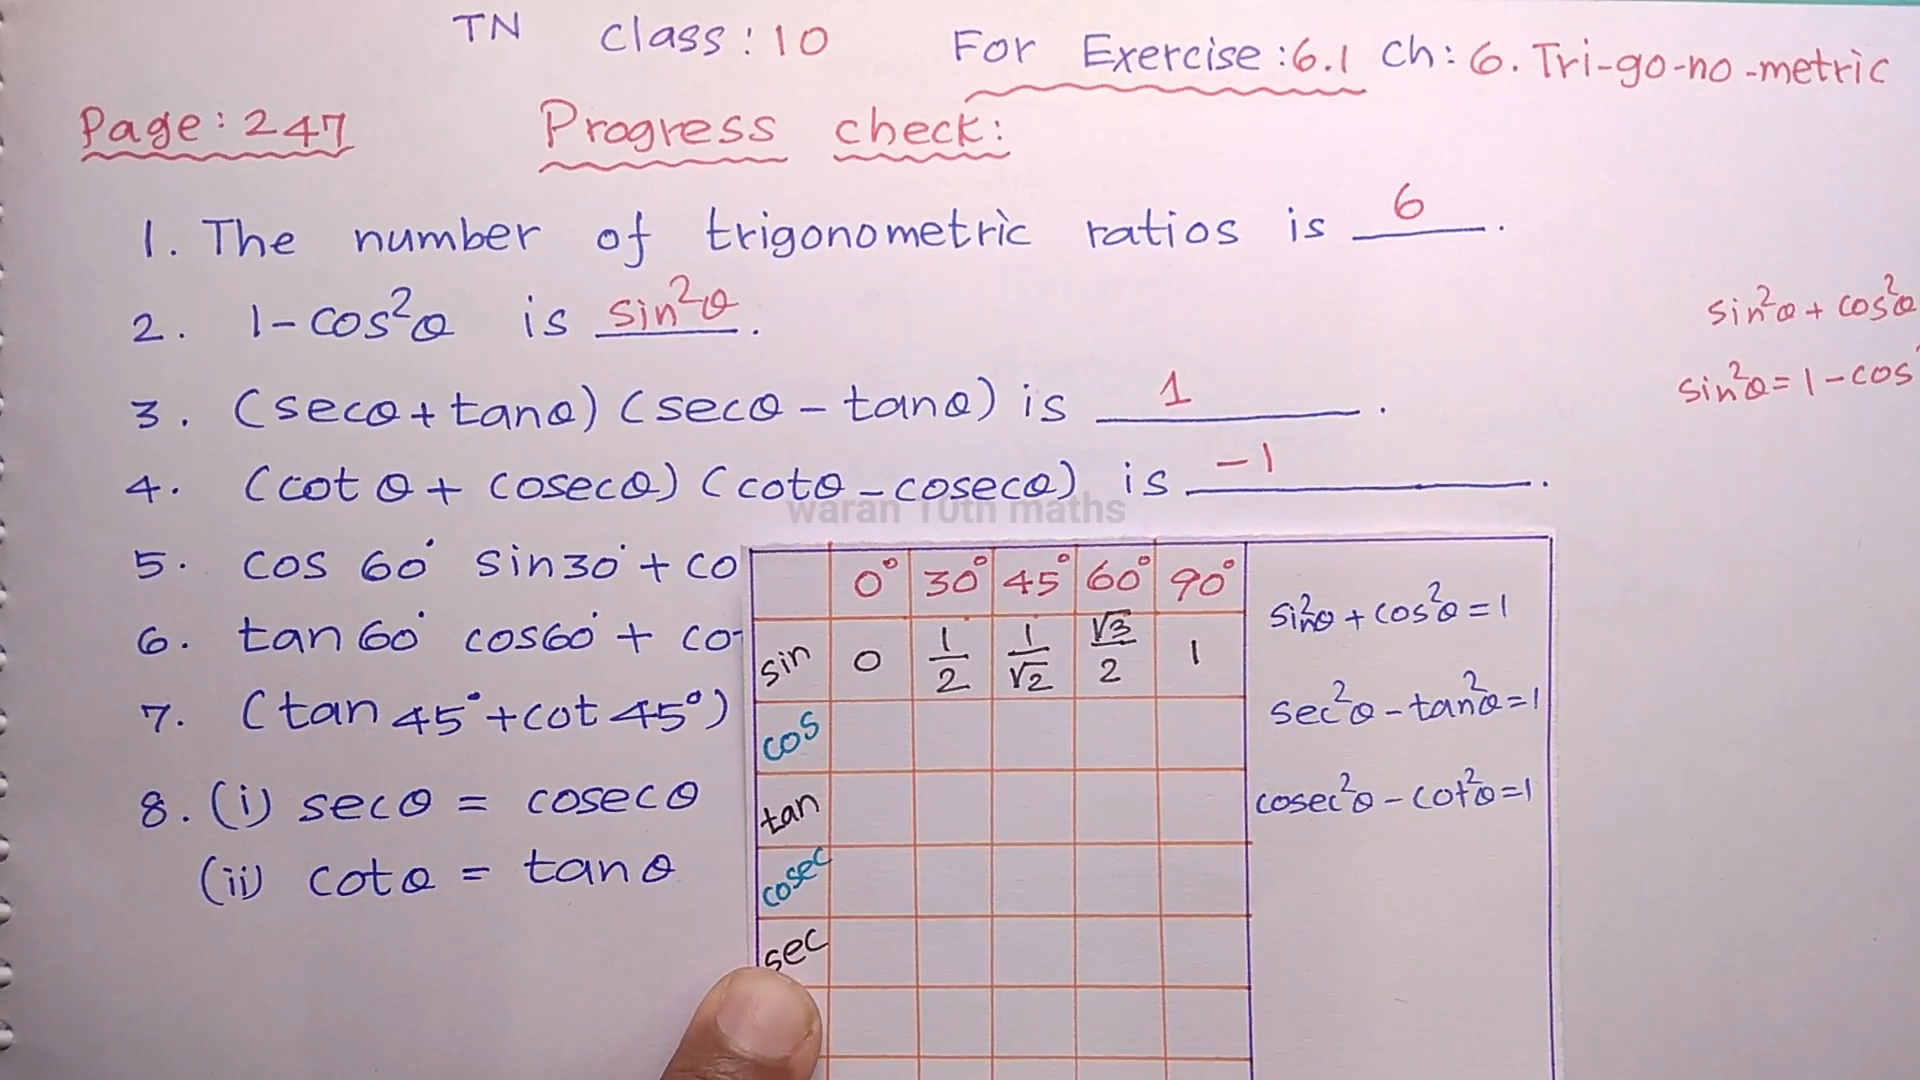 TN class: 10 For Exercise: 6.1 Ch: 6. Tri-go-no-metric
Page: 247 Progress check:
1. The number of trigonometric ratios is 6.
2. 1-cos²θ is sin²θ.
sin²θ + cos²θ
sin²θ = 1 - cos
3. (secθ + tanθ) (secθ - tanθ) is 1.
4. (cot θ + cosecθ) (cotθ - cosecθ) is -1.
waran 10th maths
5. cos 60° sin30° + co
6. tan 60° cos60° + co
7. (tan 45° + cot 45°)
8. (i) secθ = cosecθ
(ii) cotθ = tanθ
0° 30° 45° 60° 90°
sin 0 1/2 1/√2 √3/2 1
cos
tan
cosec
sec
sin²θ + cos²θ = 1
sec²θ - tan²θ = 1
cosec²θ - cot²θ = 1